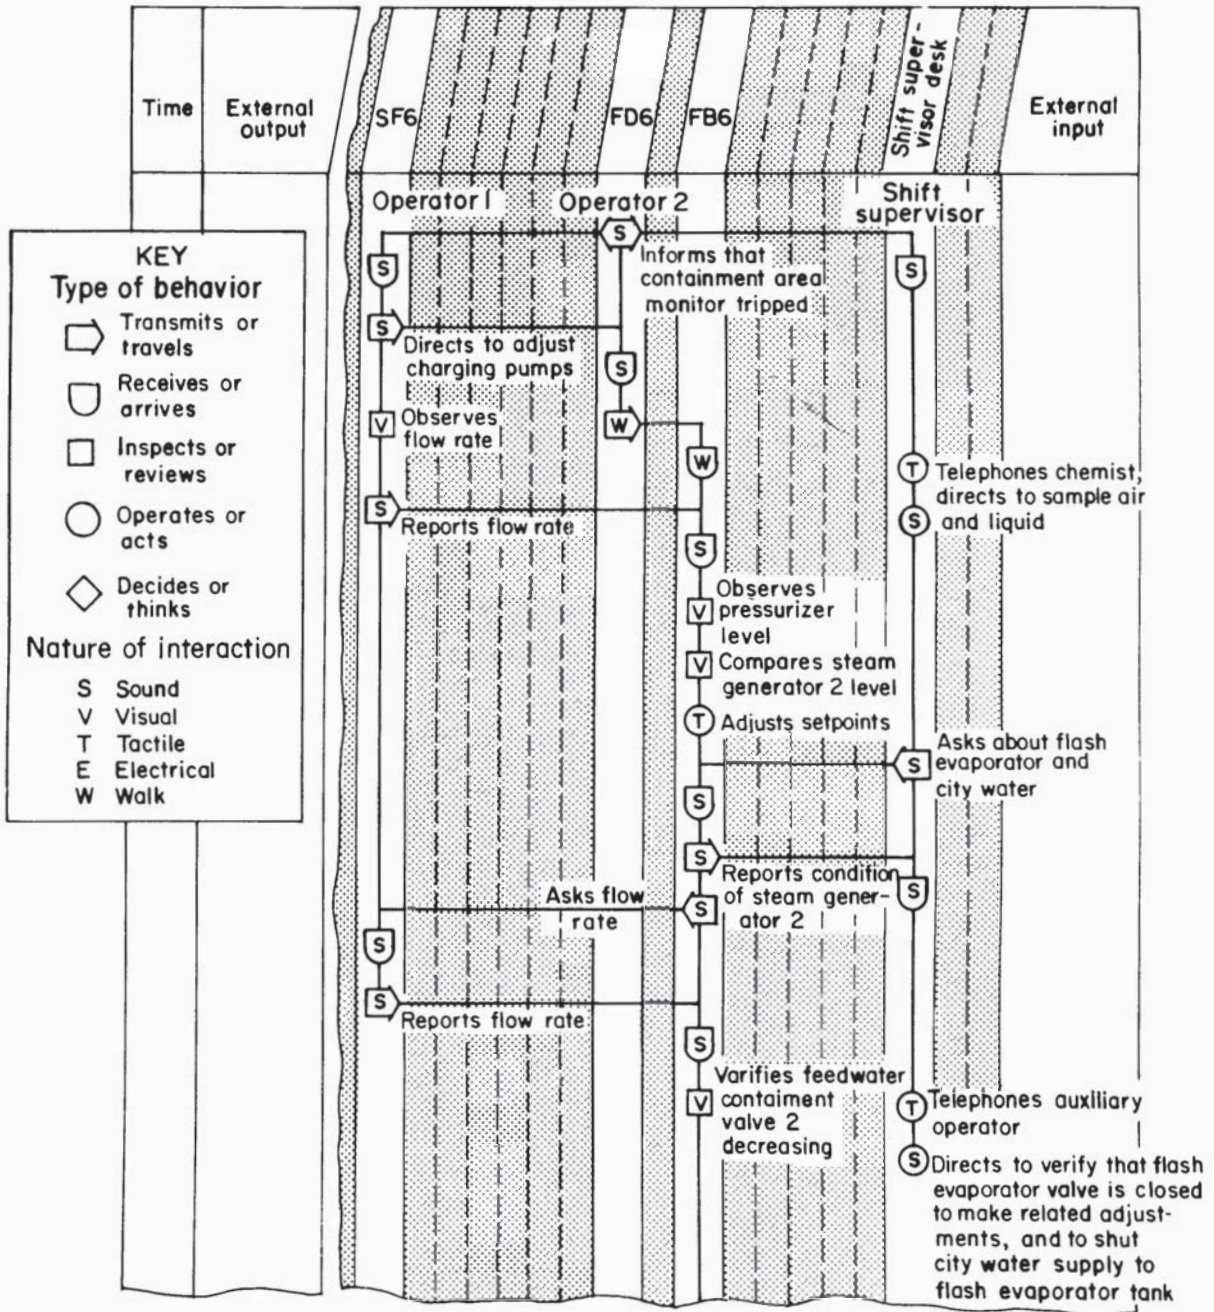 Time
External
output
SF6
FD6
FB6
Shift super-
visor desk
External
input
Operator 1
Operator 2
Shift
supervisor
S
Informs that
containment area
monitor tripped
S
S
S
Directs to adjust
charging pumps
S
V
Observes
flow rate
W
W
T
Telephones chemist,
directs to sample air
and liquid
S
S
Reports flow rate
S
V
Observes
pressurizer
level
V
Compares steam
generator 2 level
T
Adjusts setpoints
S
Asks about flash
evaporator and
city water
S
S
Reports condition
of steam gener-
ator 2
S
Asks flow
rate
S
S
S
Reports flow rate
S
V
Varifies feedwater
contaiment
valve 2
decreasing
T
Telephones auxiliary
operator
S
Directs to verify that flash
evaporator valve is closed
to make related adjust-
ments, and to shut
city water supply to
flash evaporator tank
KEY
Type of behavior
Transmits or
travels
Receives or
arrives
Inspects or
reviews
Operates or
acts
Decides or
thinks
Nature of interaction
S Sound
V Visual
T Tactile
E Electrical
W Walk